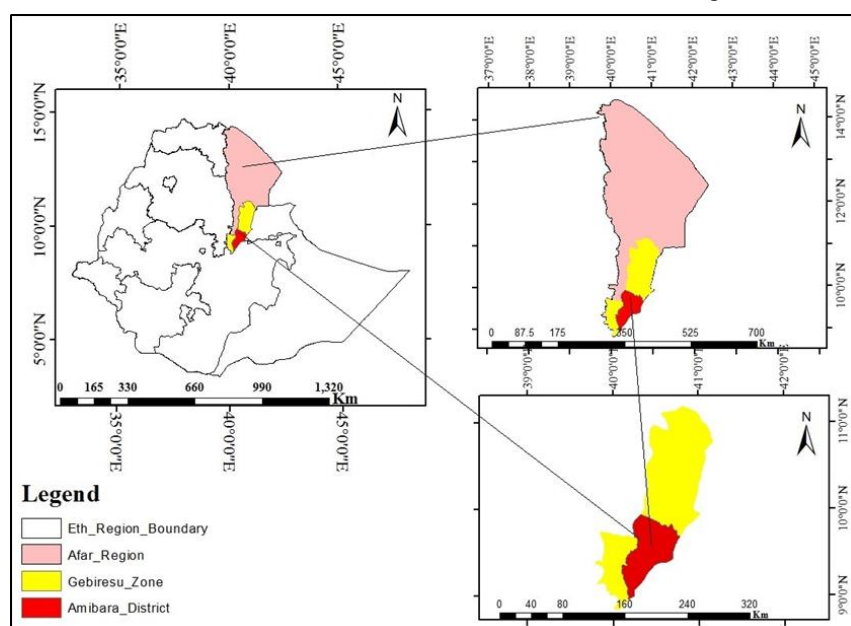 35°0'0"E 40°0'0"E 45°0'0"E
N
15°0'0"N
10°0'0"N
5°0'0"N
0 165 330 660 990 1,320
Km
35°0'0"E 40°0'0"E 45°0'0"E
37°0'0"E 38°0'0"E 39°0'0"E 40°0'0"E 41°0'0"E 42°0'0"E 43°0'0"E 44°0'0"E 45°0'0"E
N
14°0'0"N
12°0'0"N
10°0'0"N
0 87.5 175 350 525 700
Km
39°0'0"E 40°0'0"E 41°0'0"E 42°0'0"E
N
11°0'0"N
10°0'0"N
9°0'0"N
0 40 80 160 240 320
Km
Legend
Eth_Region_Boundary
Afar_Region
Gebiresu_Zone
Amibara_District